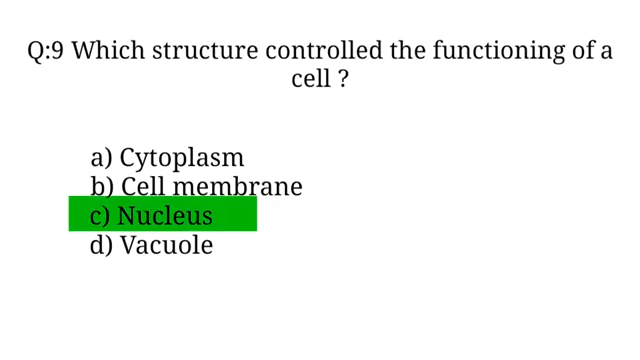 Q:9 Which structure controlled the functioning of a
cell ?
a) Cytoplasm
b) Cell membrane
c) Nucleus
d) Vacuole